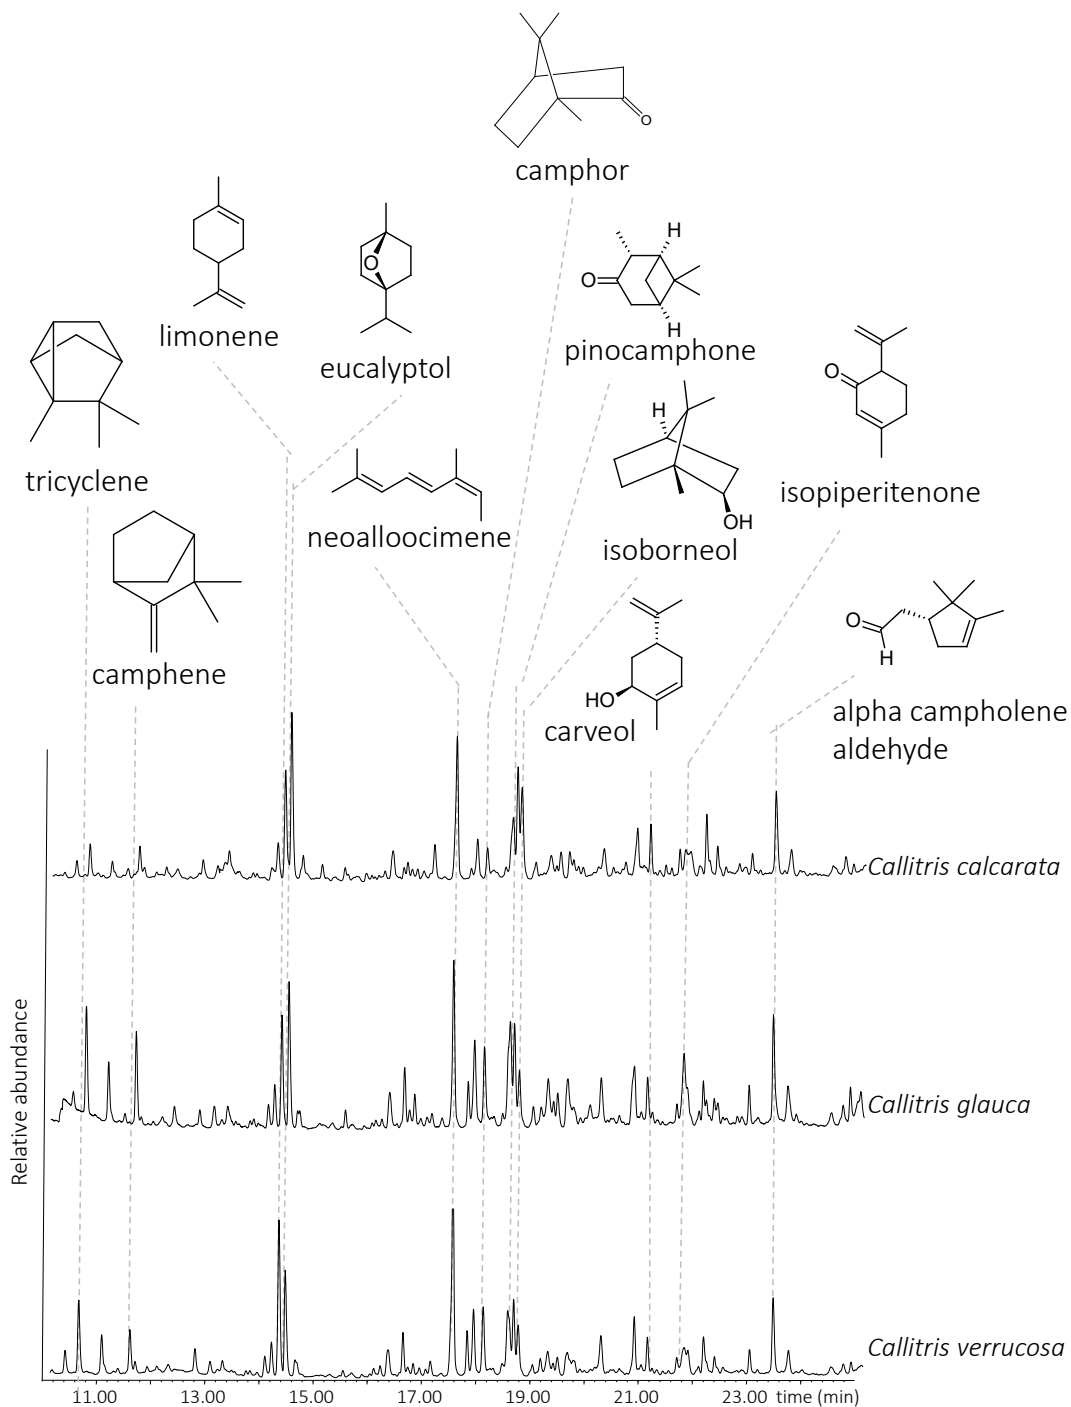 O
camphor
H
O
H
pinocamphone
limonene
O
eucalyptol
O
isopiperitenone
H
OH
isoborneol
tricyclene
neoalloocimene
camphene
HO
carveol
O
H
alpha campholene
aldehyde
Callitris calcarata
Callitris glauca
Callitris verrucosa
Relative abundance
11.00 13.00 15.00 17.00 19.00 21.00 23.00 time (min)